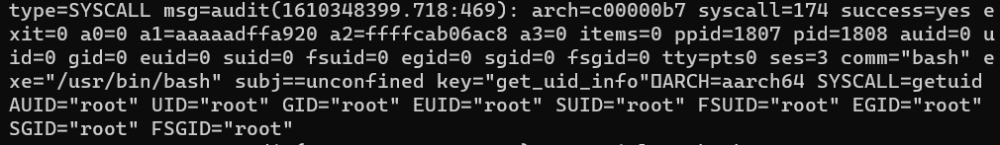 type=SYSCALL msg=audit(1610348399.718:469): arch=c00000b7 syscall=174 success=yes e
xit=0 a0=0 a1=aaaaadffa920 a2=ffffcab06ac8 a3=0 items=0 ppid=1807 pid=1808 auid=0 u
id=0 gid=0 euid=0 suid=0 fsuid=0 egid=0 sgid=0 fsgid=0 tty=pts0 ses=3 comm="bash" e
xe="/usr/bin/bash" subj==unconfined key="get_uid_info"▯ARCH=aarch64 SYSCALL=getuid
AUID="root" UID="root" GID="root" EUID="root" SUID="root" FSUID="root" EGID="root"
SGID="root" FSGID="root"